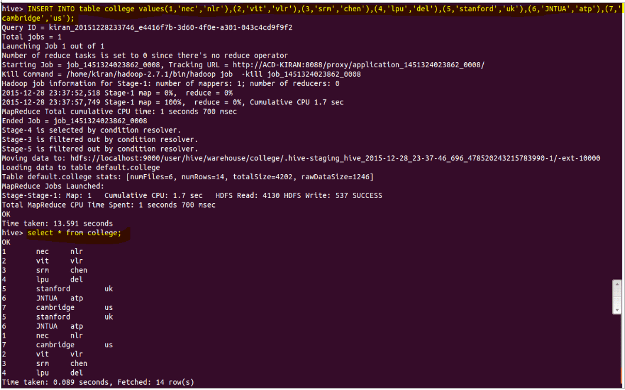 hive> INSERT INTO table college values(1,'nec','nlr'),(2,'vit','vlr'),(3,'srm','chen'),(4,'lpu','del'),(5,'stanford','uk'),(6,'JNTUA','atp'),(7,'
cambridge','us');
Query ID = kiran_20151228233746_e4416f7b-3d60-4f0e-a301-043c4cd9f9f2
Total jobs = 1
Launching Job 1 out of 1
Number of reduce tasks is set to 0 since there's no reduce operator
Starting Job = job_1451324023862_0008, Tracking URL = http://ACD-KIRAN:8088/proxy/application_1451324023862_0008/
Kill Command = /home/kiran/hadoop-2.7.1/bin/hadoop job  -kill job_1451324023862_0008
Hadoop job information for Stage-1: number of mappers: 1; number of reducers: 0
2015-12-28 23:37:52,518 Stage-1 map = 0%,  reduce = 0%
2015-12-28 23:37:57,749 Stage-1 map = 100%,  reduce = 0%, Cumulative CPU 1.7 sec
MapReduce Total cumulative CPU time: 1 seconds 700 msec
Ended Job = job_1451324023862_0008
Stage-4 is selected by condition resolver.
Stage-3 is filtered out by condition resolver.
Stage-5 is filtered out by condition resolver.
Moving data to: hdfs://localhost:9000/user/hive/warehouse/college/.hive-staging_hive_2015-12-28_23-37-46_696_478520243215783990-1/-ext-10000
Loading data to table default.college
Table default.college stats: [numFiles=6, numRows=14, totalSize=4202, rawDataSize=1246]
MapReduce Jobs Launched:
Stage-Stage-1: Map: 1   Cumulative CPU: 1.7 sec   HDFS Read: 4130 HDFS Write: 537 SUCCESS
Total MapReduce CPU Time Spent: 1 seconds 700 msec
OK
Time taken: 13.591 seconds
hive> select * from college;
OK
1 nec nlr
2 vit vlr
3 srm chen
4 lpu del
5 stanford uk
6 JNTUA atp
7 cambridge us
5 stanford uk
6 JNTUA atp
1 nec nlr
7 cambridge us
2 vit vlr
3 srm chen
4 lpu del
Time taken: 0.089 seconds, Fetched: 14 row(s)